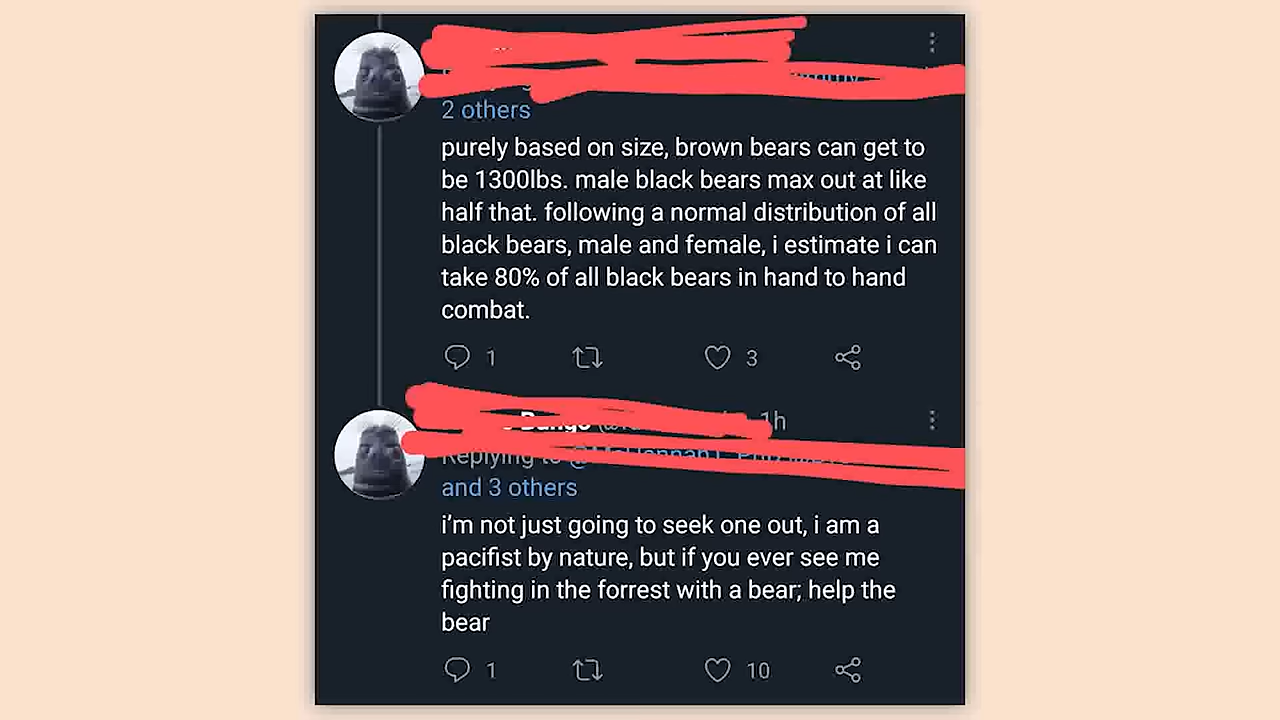 2 others
purely based on size, brown bears can get to
be 1300lbs. male black bears max out at like
half that. following a normal distribution of all
black bears, male and female, i estimate i can
take 80% of all black bears in hand to hand
combat.
1 3
1h
Replying to
and 3 others
i'm not just going to seek one out, i am a
pacifist by nature, but if you ever see me
fighting in the forrest with a bear; help the
bear
1 10